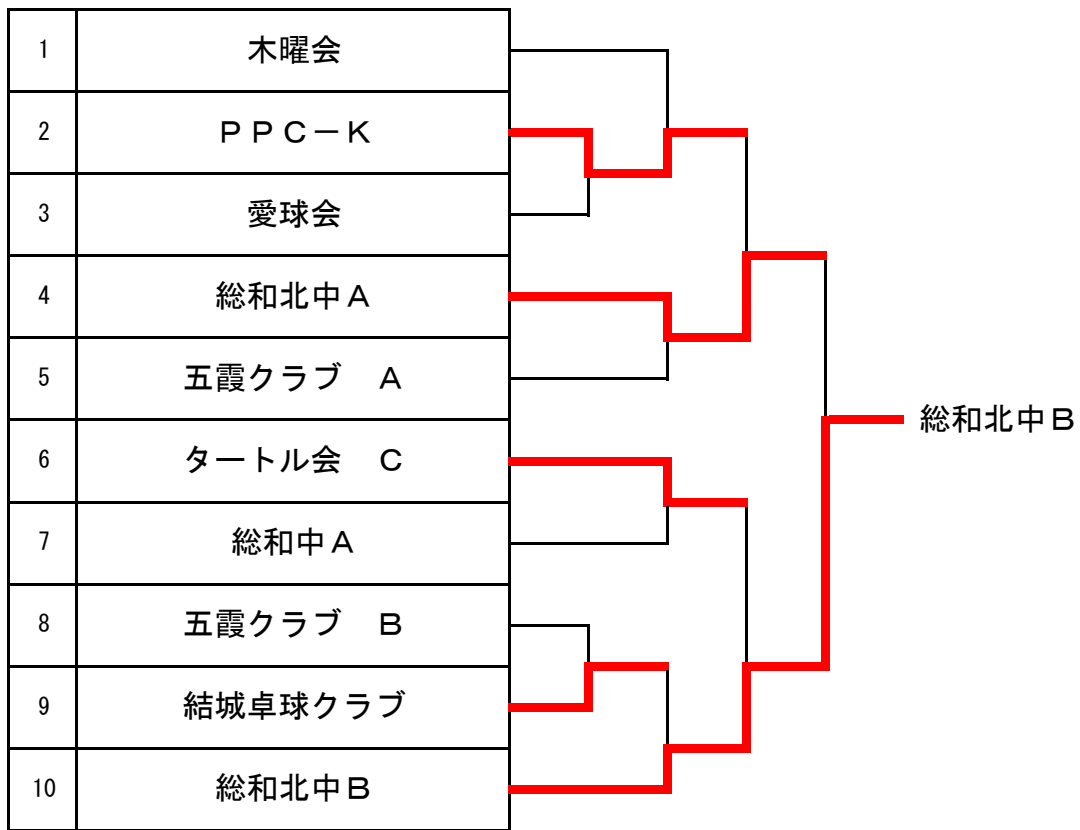 1 木曜会
2 ＰＰＣ－Ｋ
3 愛球会
4 総和北中Ａ
5 五霞クラブ　Ａ
総和北中Ｂ
6 タートル会　Ｃ
7 総和中Ａ
8 五霞クラブ　Ｂ
9 結城卓球クラブ
10 総和北中Ｂ